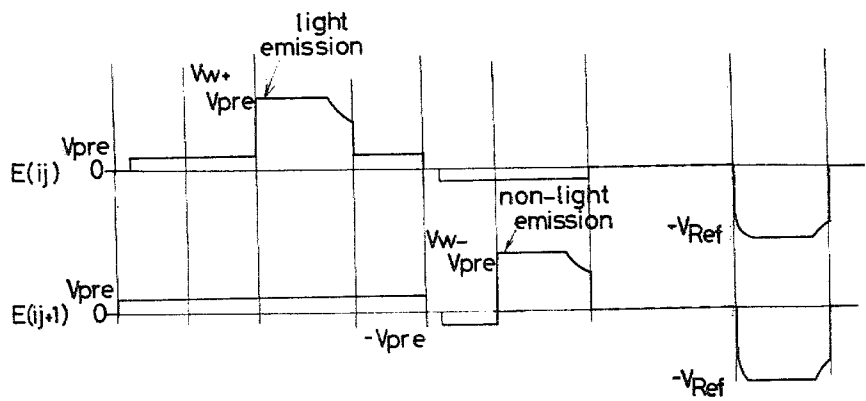 light
emission
Vw+
Vpre
Vpre
E(ij) 0
non-light
emission
-VRef
Vw-
Vpre
Vpre
E(ij+1) 0
-Vpre
-VRef